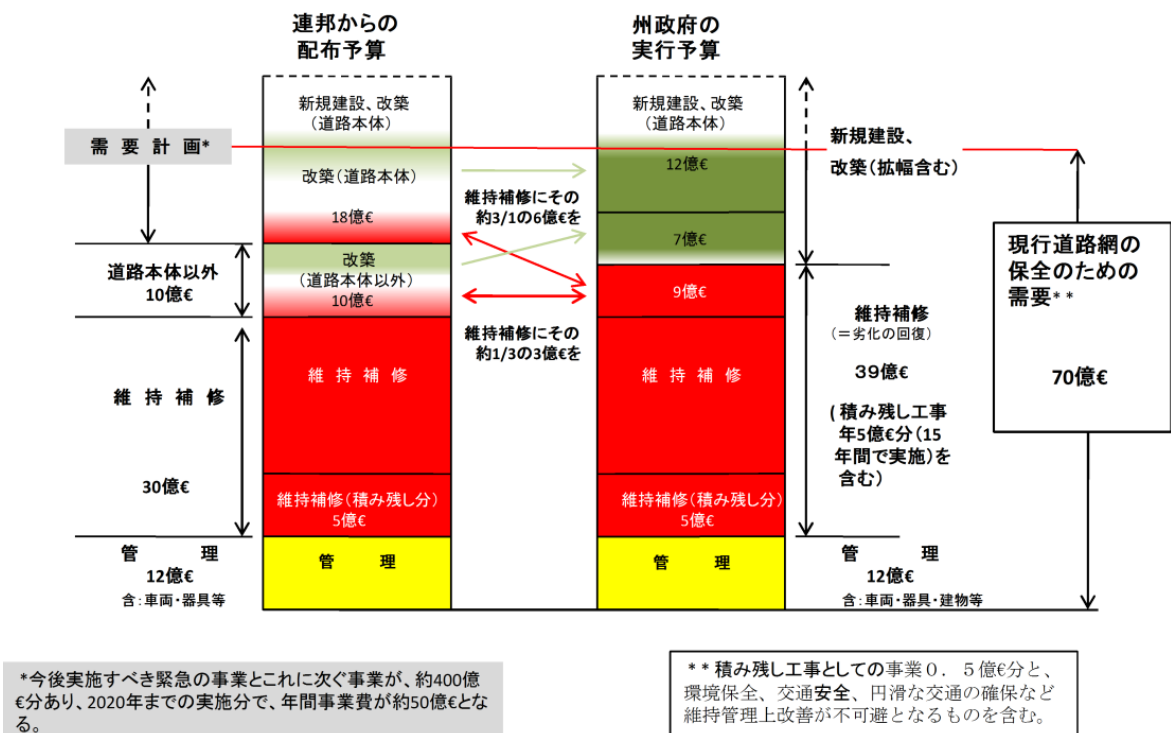 連邦からの
配布予算
州政府の
実行予算
需 要 計 画*
新規建設、改築
(道路本体)
改築(道路本体)
18億€
改築
(道路本体以外)
10億€
維 持 補 修
維持補修(積み残し分)
5億€
管 理
道路本体以外
10億€
維 持 補 修
30億€
管 理
12億€
含:車両・器具等
維持補修にその
約3/1の6億€を
維持補修にその
約1/3の3億€を
新規建設、改築
(道路本体)
12億€
7億€
9億€
維 持 補 修
維持補修(積み残し分)
5億€
管 理
新規建設、
改築(拡幅含む)
維持補修
(=劣化の回復)
39億€
(積み残し工事
年5億€分(15
年間で実施)を
含む)
管 理
12億€
含:車両・器具・建物等
現行道路網の
保全のための
需要**
70億€
*今後実施すべき緊急の事業とこれに次ぐ事業が、約400億
€分あり、2020年までの実施分で、年間事業費が約50億€とな
る。
**積み残し工事としての事業0.5億€分と、
環境保全、交通安全、円滑な交通の確保など
維持管理上改善が不可避となるものを含む。